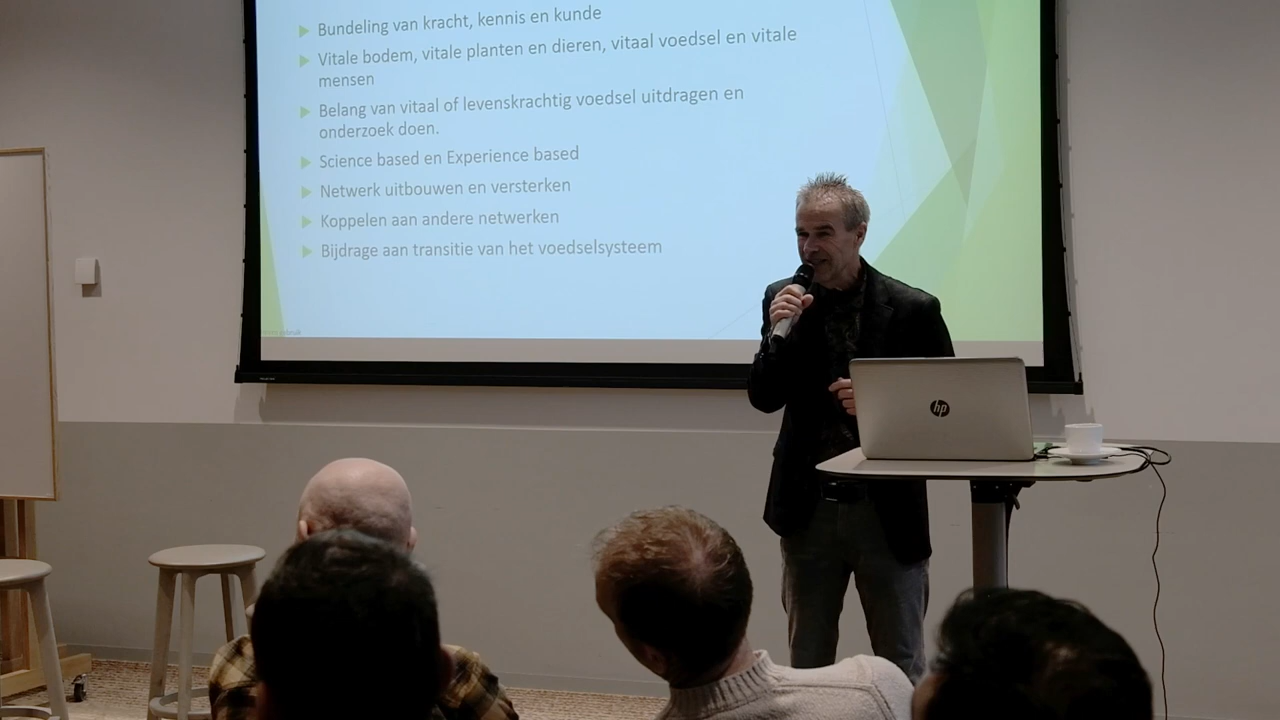 Bundeling van kracht, kennis en kunde
Vitale bodem, vitale planten en dieren, vitaal voedsel en vitale
mensen
Belang van vitaal of levenskrachtig voedsel uitdragen en
onderzoek doen.
Science based en Experience based
Netwerk uitbouwen en versterken
Koppelen aan andere netwerken
Bijdrage aan transitie van het voedselsysteem
hp